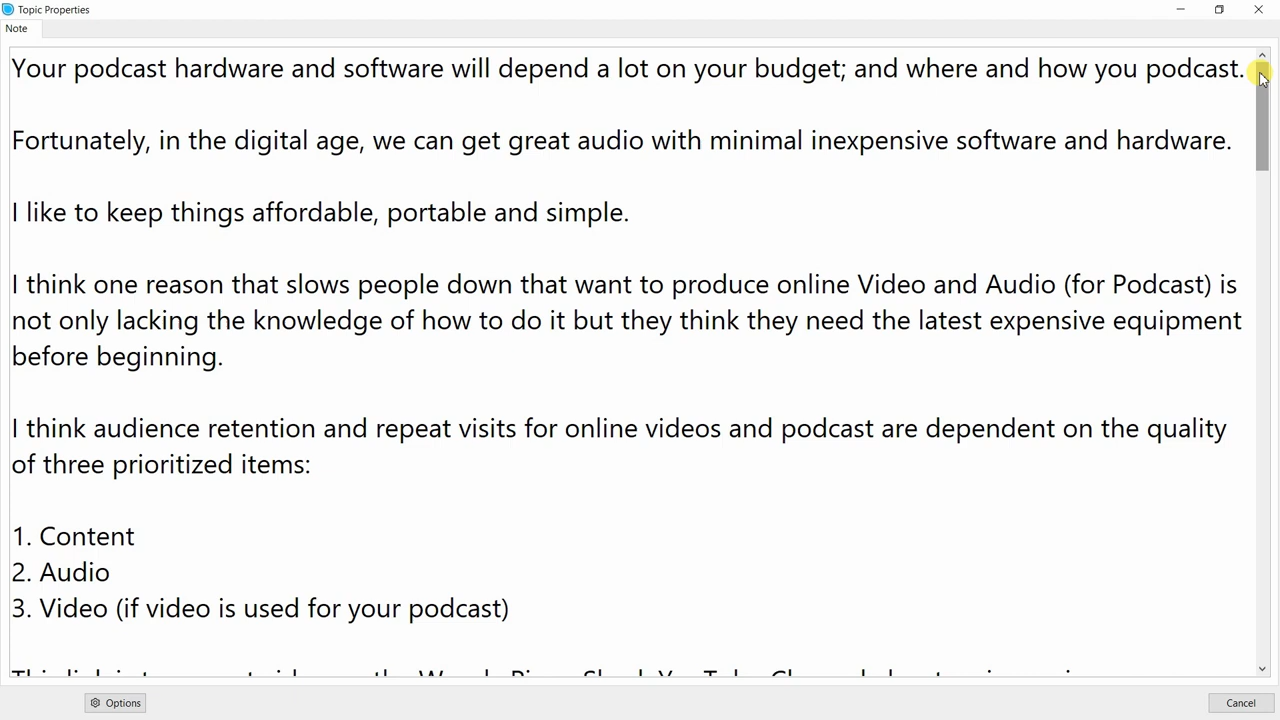 Topic Properties
Note
Your podcast hardware and software will depend a lot on your budget; and where and how you podcast.
Fortunately, in the digital age, we can get great audio with minimal inexpensive software and hardware.
I like to keep things affordable, portable and simple.
I think one reason that slows people down that want to produce online Video and Audio (for Podcast) is
not only lacking the knowledge of how to do it but they think they need the latest expensive equipment
before beginning.
I think audience retention and repeat visits for online videos and podcast are dependent on the quality
of three prioritized items:
1. Content
2. Audio
3. Video (if video is used for your podcast)
Options
Cancel